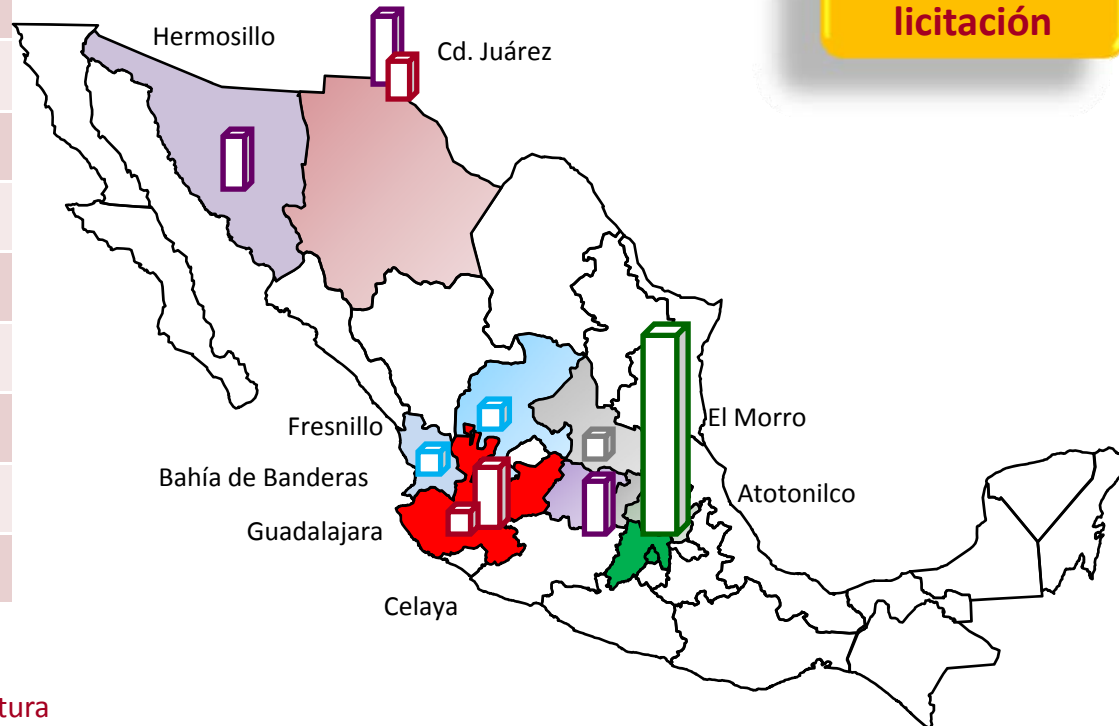 licitación
Hermosillo
Cd. Juárez
Fresnillo
El Morro
Bahía de Banderas
Atotonilco
Guadalajara
Celaya
tura